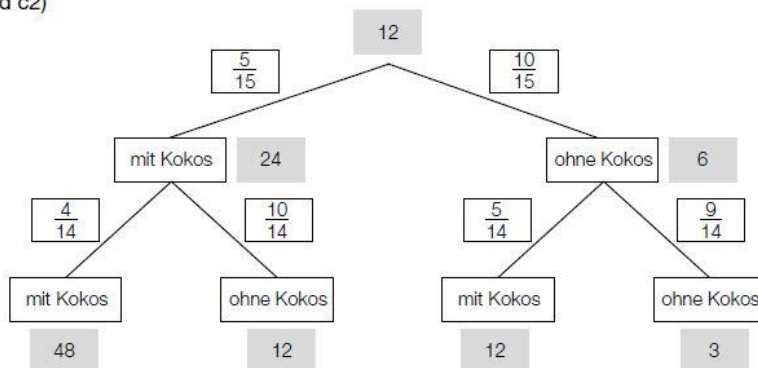 d c2)
12
5/15 10/15
mit Kokos 24 ohne Kokos 6
4/14 10/14 5/14 9/14
mit Kokos ohne Kokos mit Kokos ohne Kokos
48 12 12 3